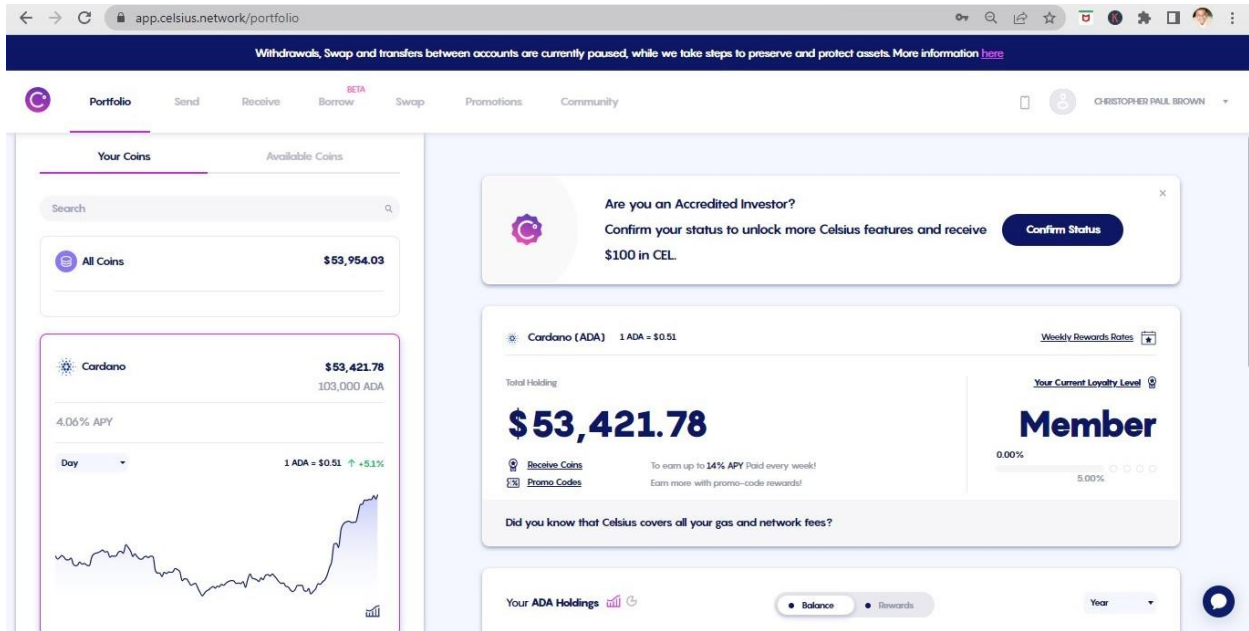 app.celsius.network/portfolio
Withdrawals, Swap and transfers between accounts are currently paused, while we take steps to preserve and protect assets. More information here
Portfolio Send Receive Borrow BETA Swap Promotions Community CHRISTOPHER PAUL BROWN
Your Coins Available Coins
Search
All Coins $53,954.03
Cardano $53,421.78
103,000 ADA
4.06% APY
Day 1 ADA = $0.51 ↑ +5.1%
Are you an Accredited Investor?
Confirm your status to unlock more Celsius features and receive
$100 in CEL.
Confirm Status
Cardano (ADA) 1 ADA = $0.51 Weekly Rewards Rates
Total Holding
$53,421.78
Receive Coins To earn up to 14% APY Paid every week!
Promo Codes Earn more with promo-code rewards!
Your Current Loyalty Level
Member
0.00%
5.00%
Did you know that Celsius covers all your gas and network fees?
Your ADA Holdings Balance Rewards Year